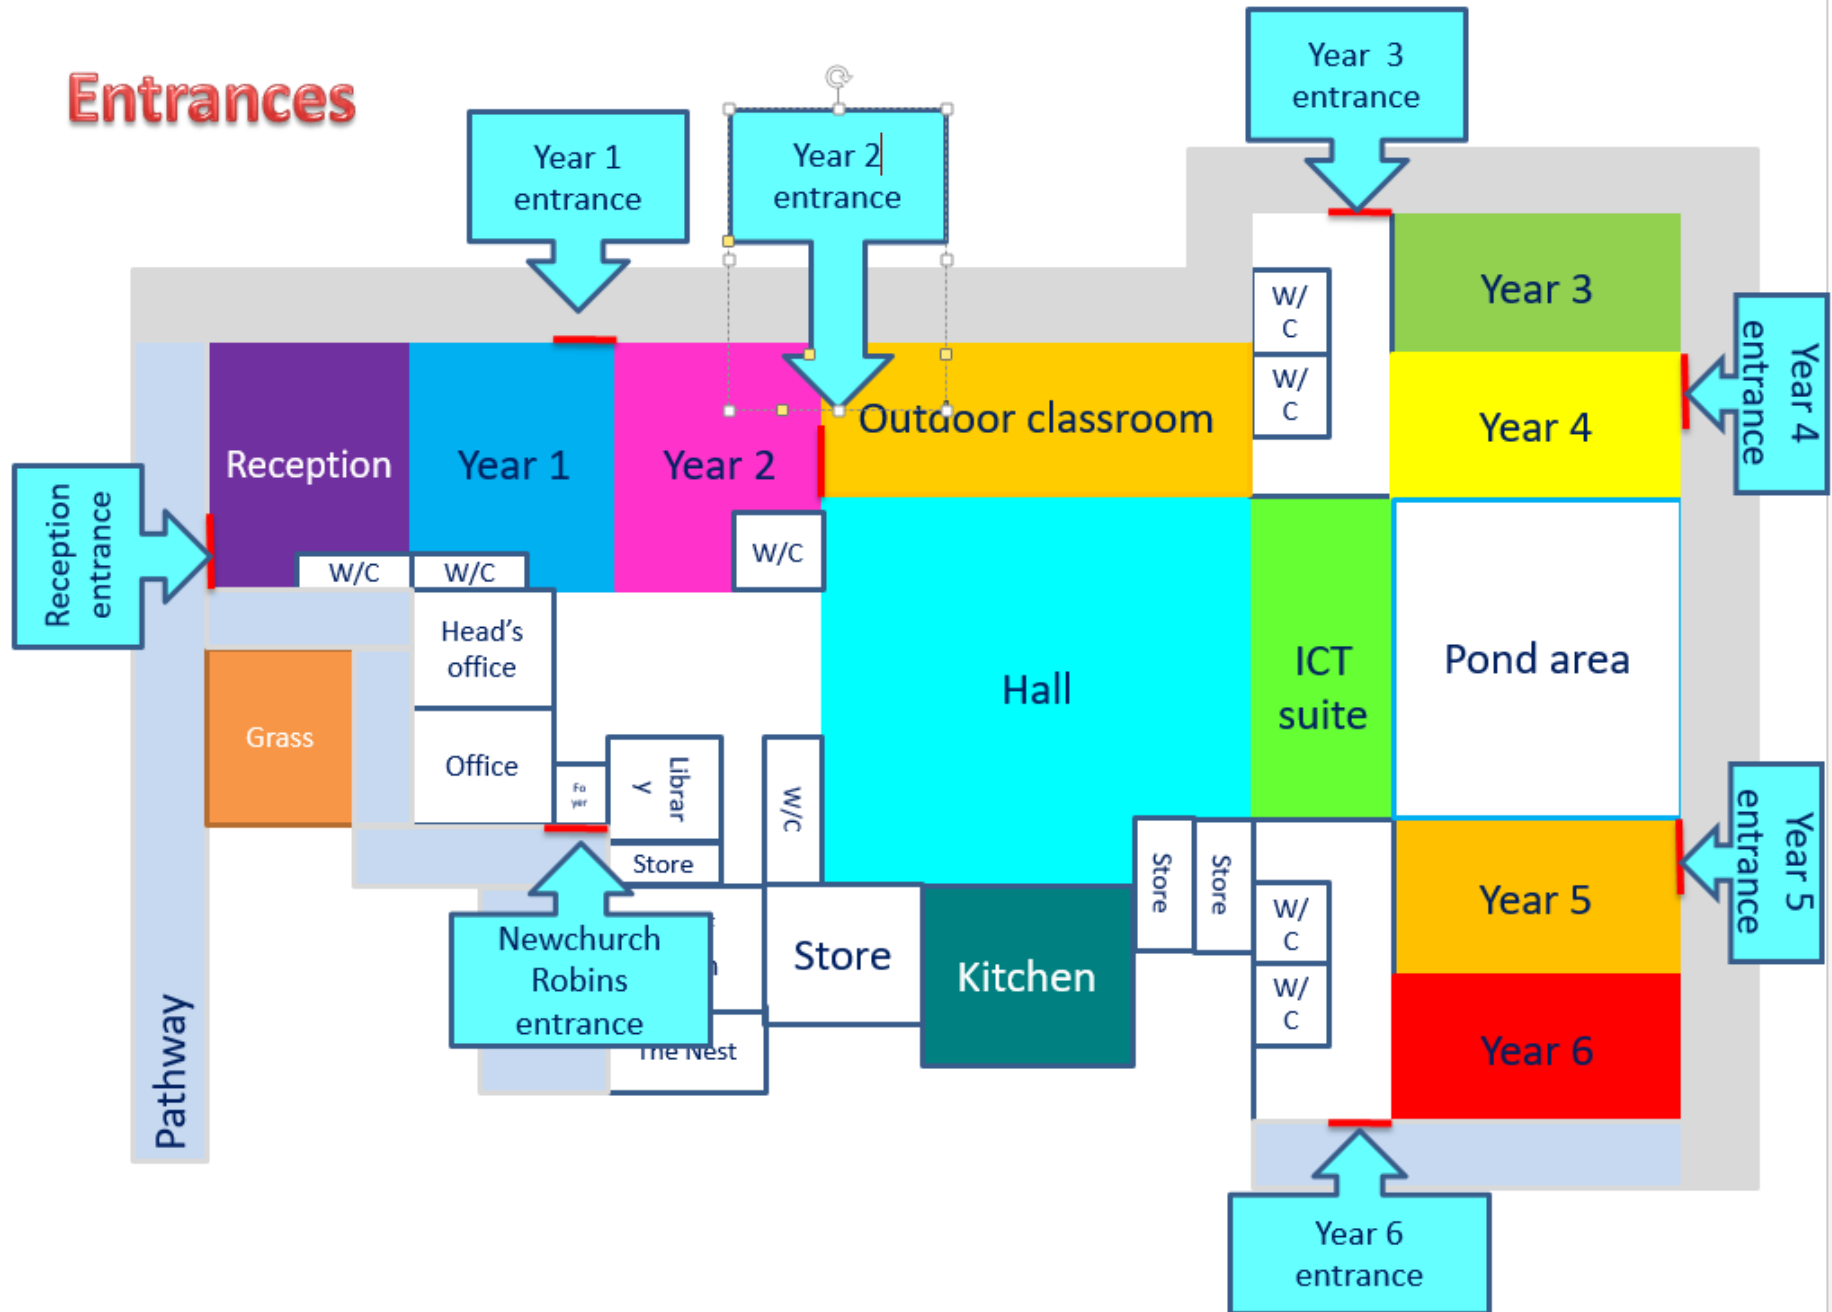 Entrances
Year 3
entrance
Year 1
entrance
Year 2
entrance
Year 3
W/
C
W/
C
Year 4
entrance
Outdoor classroom
Year 4
Reception
Year 1
Year 2
Reception
entrance
W/C
W/C
W/C
Head's
office
Hall
ICT
suite
Pond area
Grass
Office
Fo
yer
Librar
y
W/C
Store
Store
Store
Year 5
entrance
Year 5
W/
C
W/
C
Newchurch
Robins
entrance
Store
Kitchen
The Nest
Year 6
Pathway
Year 6
entrance